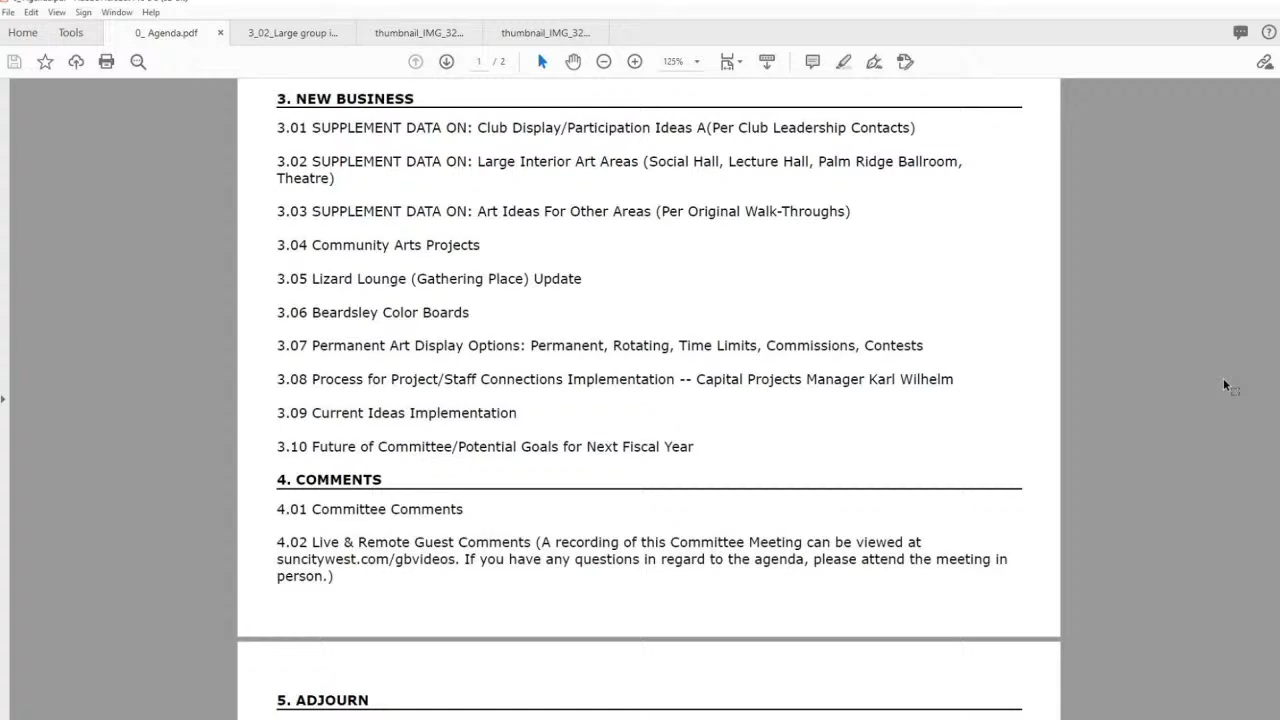 File Edit View Sign Window Help
Home Tools 0_ Agenda.pdf × 3_02_Large group i... thumbnail_IMG_32... thumbnail_IMG_32...
1 / 2 125%
3. NEW BUSINESS
3.01 SUPPLEMENT DATA ON: Club Display/Participation Ideas A(Per Club Leadership Contacts)
3.02 SUPPLEMENT DATA ON: Large Interior Art Areas (Social Hall, Lecture Hall, Palm Ridge Ballroom,
Theatre)
3.03 SUPPLEMENT DATA ON: Art Ideas For Other Areas (Per Original Walk-Throughs)
3.04 Community Arts Projects
3.05 Lizard Lounge (Gathering Place) Update
3.06 Beardsley Color Boards
3.07 Permanent Art Display Options: Permanent, Rotating, Time Limits, Commissions, Contests
3.08 Process for Project/Staff Connections Implementation -- Capital Projects Manager Karl Wilhelm
3.09 Current Ideas Implementation
3.10 Future of Committee/Potential Goals for Next Fiscal Year
4. COMMENTS
4.01 Committee Comments
4.02 Live & Remote Guest Comments (A recording of this Committee Meeting can be viewed at
suncitywest.com/gbvideos. If you have any questions in regard to the agenda, please attend the meeting in
person.)
5. ADJOURN